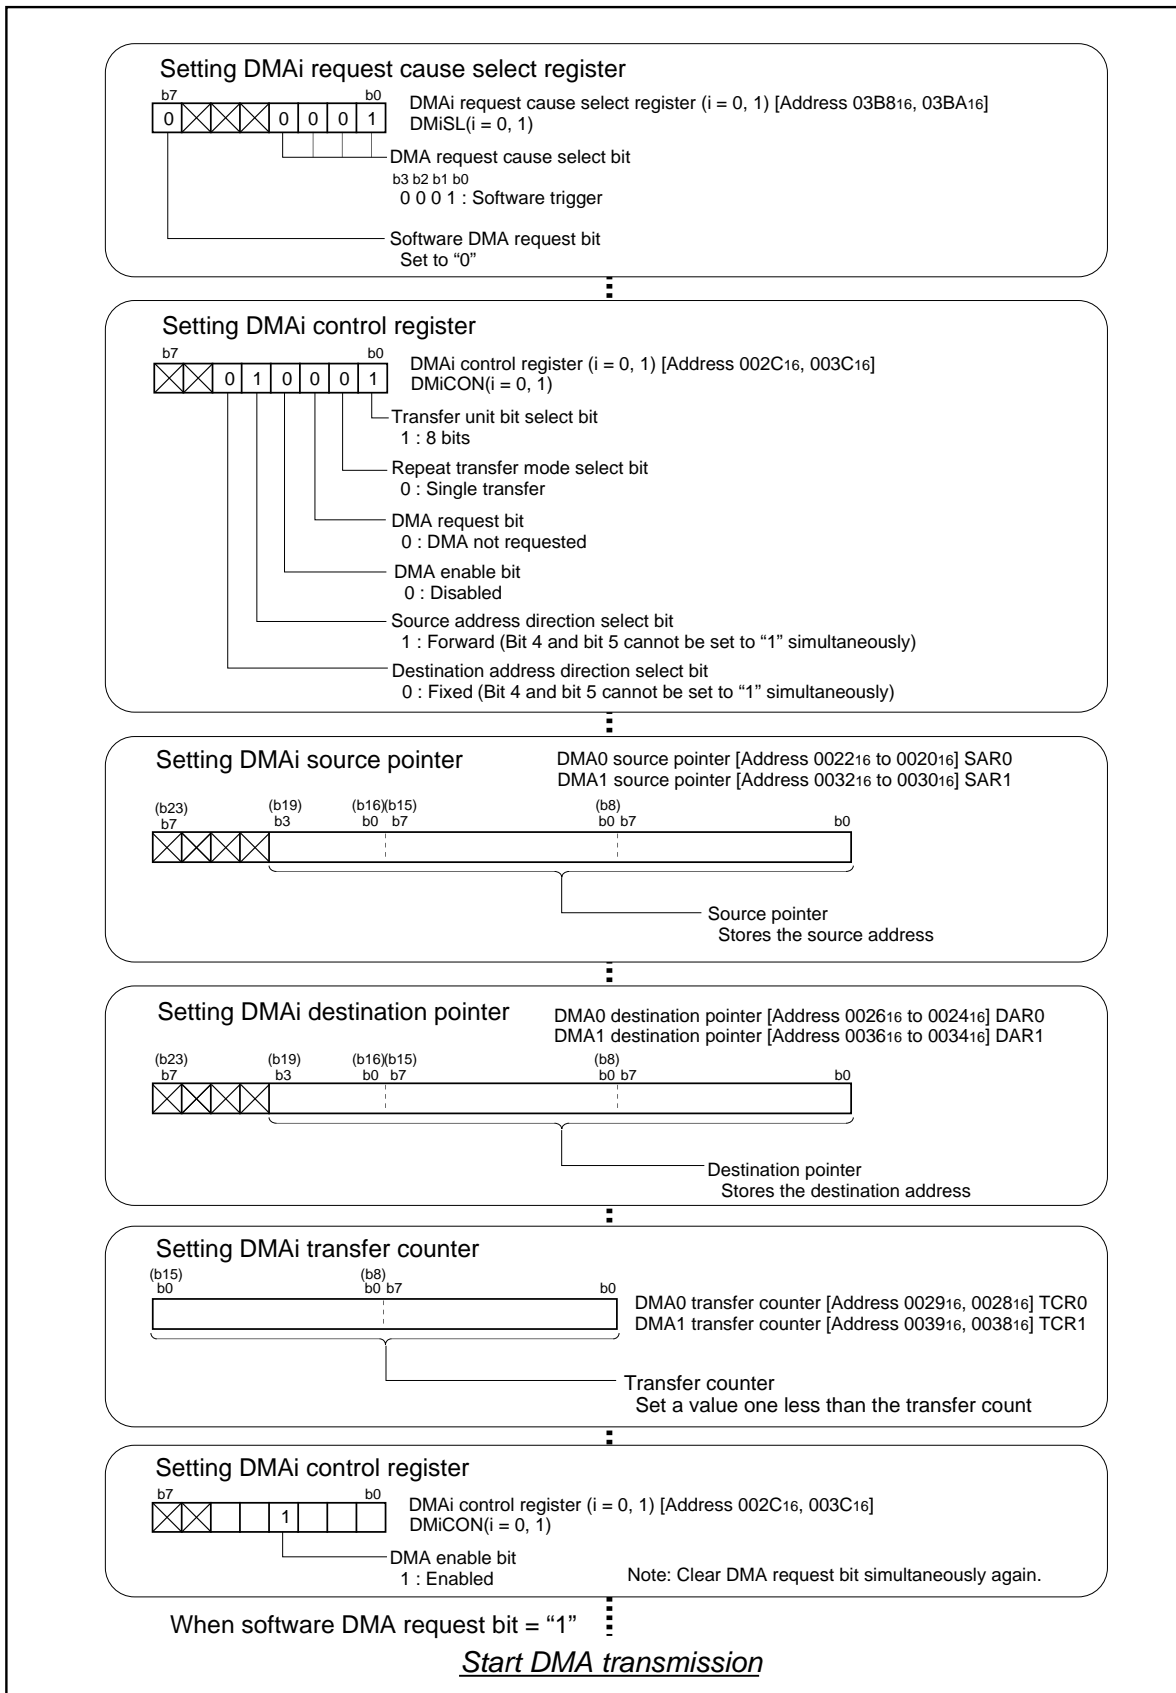 Setting DMAi request cause select register
b7 b0
0 0 0 0 1
DMAi request cause select register (i = 0, 1) [Address 03B816, 03BA16]
DMiSL(i = 0, 1)
DMA request cause select bit
b3 b2 b1 b0
0 0 0 1 : Software trigger
Software DMA request bit
Set to “0”
Setting DMAi control register
b7 b0
0 1 0 0 0 1
DMAi control register (i = 0, 1) [Address 002C16, 003C16]
DMiCON(i = 0, 1)
Transfer unit bit select bit
1 : 8 bits
Repeat transfer mode select bit
0 : Single transfer
DMA request bit
0 : DMA not requested
DMA enable bit
0 : Disabled
Source address direction select bit
1 : Forward (Bit 4 and bit 5 cannot be set to “1” simultaneously)
Destination address direction select bit
0 : Fixed (Bit 4 and bit 5 cannot be set to “1” simultaneously)
Setting DMAi source pointer
DMA0 source pointer [Address 002216 to 002016] SAR0
DMA1 source pointer [Address 003216 to 003016] SAR1
(b23) (b19) (b16)(b15) (b8)
b7 b3 b0 b7 b0 b7 b0
Source pointer
Stores the source address
Setting DMAi destination pointer
DMA0 destination pointer [Address 002616 to 002416] DAR0
DMA1 destination pointer [Address 003616 to 003416] DAR1
(b23) (b19) (b16)(b15) (b8)
b7 b3 b0 b7 b0 b7 b0
Destination pointer
Stores the destination address
Setting DMAi transfer counter
(b15) (b8)
b0 b0 b7 b0
DMA0 transfer counter [Address 002916, 002816] TCR0
DMA1 transfer counter [Address 003916, 003816] TCR1
Transfer counter
Set a value one less than the transfer count
Setting DMAi control register
b7 b0
1
DMAi control register (i = 0, 1) [Address 002C16, 003C16]
DMiCON(i = 0, 1)
DMA enable bit
1 : Enabled
Note: Clear DMA request bit simultaneously again.
When software DMA request bit = “1”
Start DMA transmission